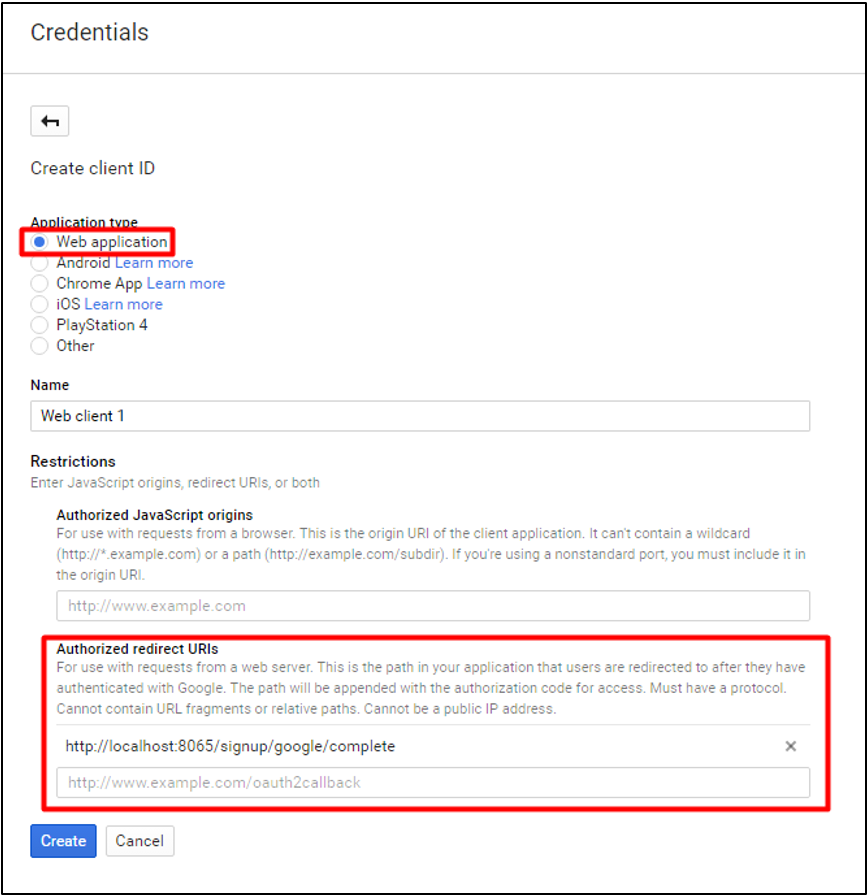 Credentials
Create client ID
Application type
Web application
Android Learn more
Chrome App Learn more
iOS Learn more
PlayStation 4
Other
Name
Web client 1
Restrictions
Enter JavaScript origins, redirect URIs, or both
Authorized JavaScript origins
For use with requests from a browser. This is the origin URI of the client application. It can't contain a wildcard
(http://*.example.com) or a path (http://example.com/subdir). If you're using a nonstandard port, you must include it in
the origin URI.
http://www.example.com
Authorized redirect URIs
For use with requests from a web server. This is the path in your application that users are redirected to after they have
authenticated with Google. The path will be appended with the authorization code for access. Must have a protocol.
Cannot contain URL fragments or relative paths. Cannot be a public IP address.
http://localhost:8065/signup/google/complete
http://www.example.com/oauth2callback
Create Cancel